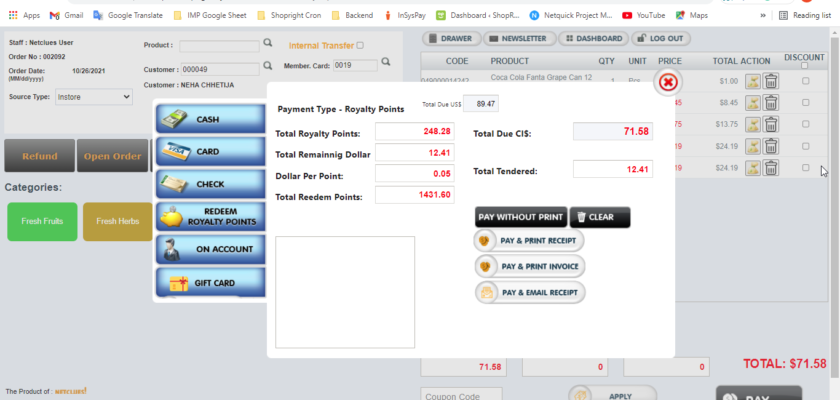 Apps Gmail Google Translate IMP Google Sheet Shopright Cron Backend InSysPay Dashboard ‹ ShopR... Netquick Project M... YouTube Maps » Reading list
Staff : Netclues User
Order No : 002092
Order Date: 10/26/2021
(MM/dd/yyyy)
Source Type: Instore
Product :
Customer : 000049
Customer : NEHA CHHETIJA
Internal Transfer
Member. Card: 0019
DRAWER NEWSLETTER DASHBOARD LOG OUT
CODE PRODUCT QTY UNIT PRICE TOTAL ACTION DISCOUNT
Coca Cola Fanta Grape Can 12
$1.00
$8.45
$13.75
$24.19
$24.19
Refund Open Order
Categories:
Fresh Fruits Fresh Herbs
CASH
CARD
CHECK
REDEEM
ROYALTY POINTS
ON ACCOUNT
GIFT CARD
Payment Type - Royalty Points Total Due US$ 89.47
Total Royalty Points: 248.28 Total Due CI$: 71.58
Total Remainnig Dollar 12.41
Dollar Per Point: 0.05 Total Tendered: 12.41
Total Reedem Points: 1431.60
PAY WITHOUT PRINT CLEAR
PAY & PRINT RECEIPT
PAY & PRINT INVOICE
PAY & EMAIL RECEIPT
71.58 0 0 TOTAL: $71.58
The Product of : netclues!
Coupon Code APPLY PAY